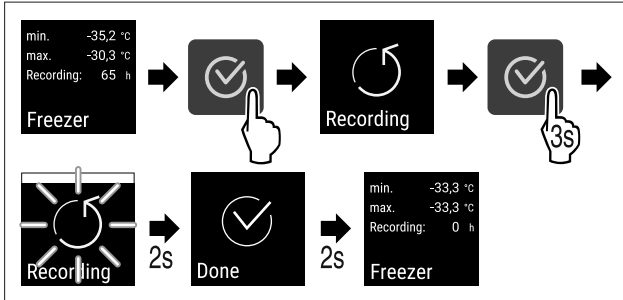 min. -35,2 °C
max. -30,3 °C
Recording: 65 h
Freezer
Recording
3s
Recording
2s
Done
2s
min. -33,3 °C
max. -33,3 °C
Recording: 0 h
Freezer